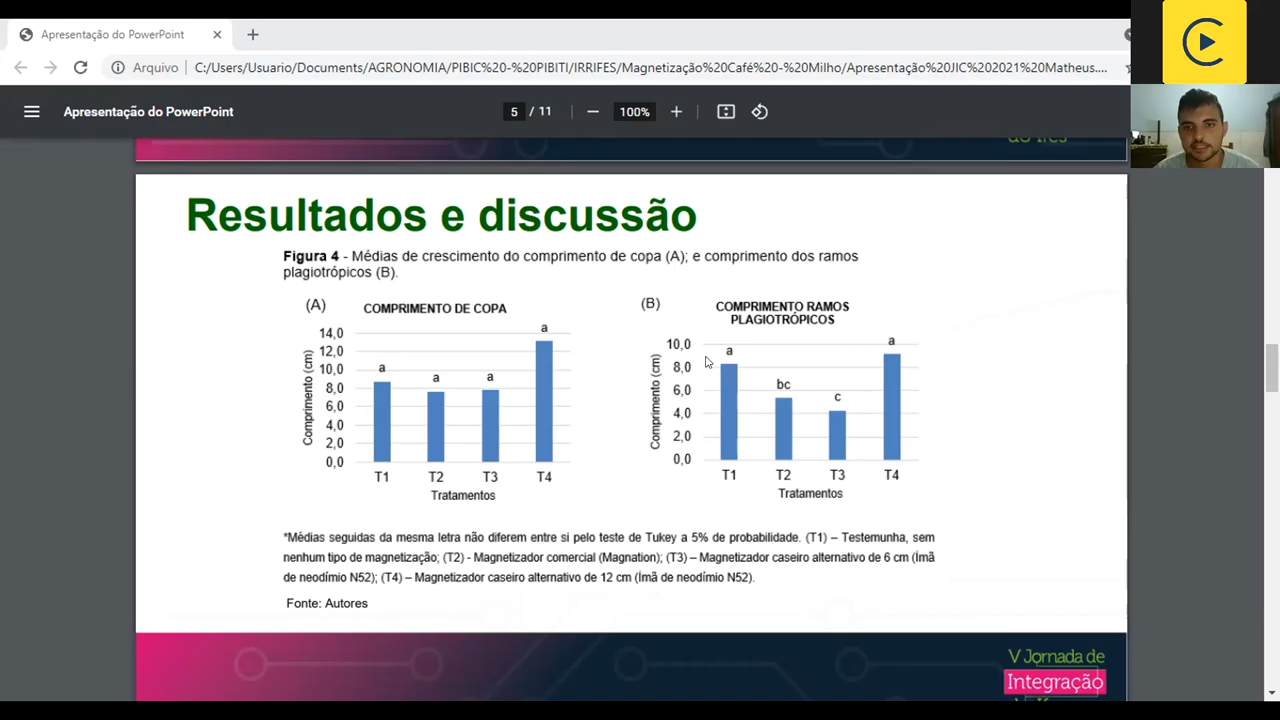 Apresentação do PowerPoint
Arquivo
C:/Users/Usuario/Documents/AGRONOMIA/PIBIC%20-%20PIBITI/IRRIFES/Magnetização%20Café%20-%20Milho/Apresentação%20JIC%202021%20Matheus....
Apresentação do PowerPoint
5 / 11
100%
do Ifes
Resultados e discussão
Figura 4 - Médias de crescimento do comprimento de copa (A); e comprimento dos ramos
plagiotrópicos (B).
(A)
COMPRIMENTO DE COPA
14,0
12,0
10,0
8,0
6,0
4,0
2,0
0,0
Comprimento (cm)
a
a
a
a
T1 T2 T3 T4
Tratamentos
(B)
COMPRIMENTO RAMOS
PLAGIOTRÓPICOS
10,0
8,0
6,0
4,0
2,0
0,0
Comprimento (cm)
a
bc
c
a
T1 T2 T3 T4
Tratamentos
*Médias seguidas da mesma letra não diferem entre si pelo teste de Tukey a 5% de probabilidade. (T1) – Testemunha, sem
nenhum tipo de magnetização; (T2) - Magnetizador comercial (Magnation); (T3) – Magnetizador caseiro alternativo de 6 cm (Ímã
de neodímio N52); (T4) – Magnetizador caseiro alternativo de 12 cm (Ímã de neodímio N52).
Fonte: Autores
V Jornada de
Integração